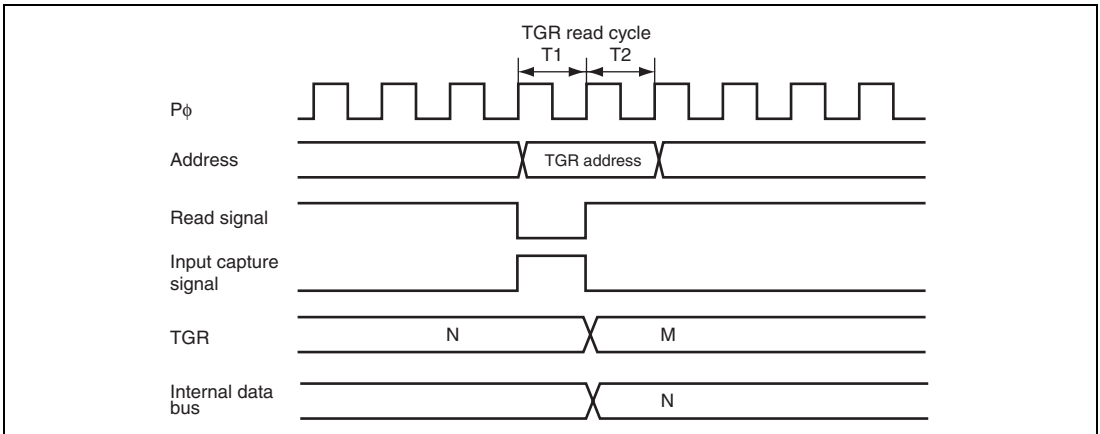 TGR read cycle
T1 T2
Pϕ
Address
TGR address
Read signal
Input capture
signal
TGR
N M
Internal data
bus
N